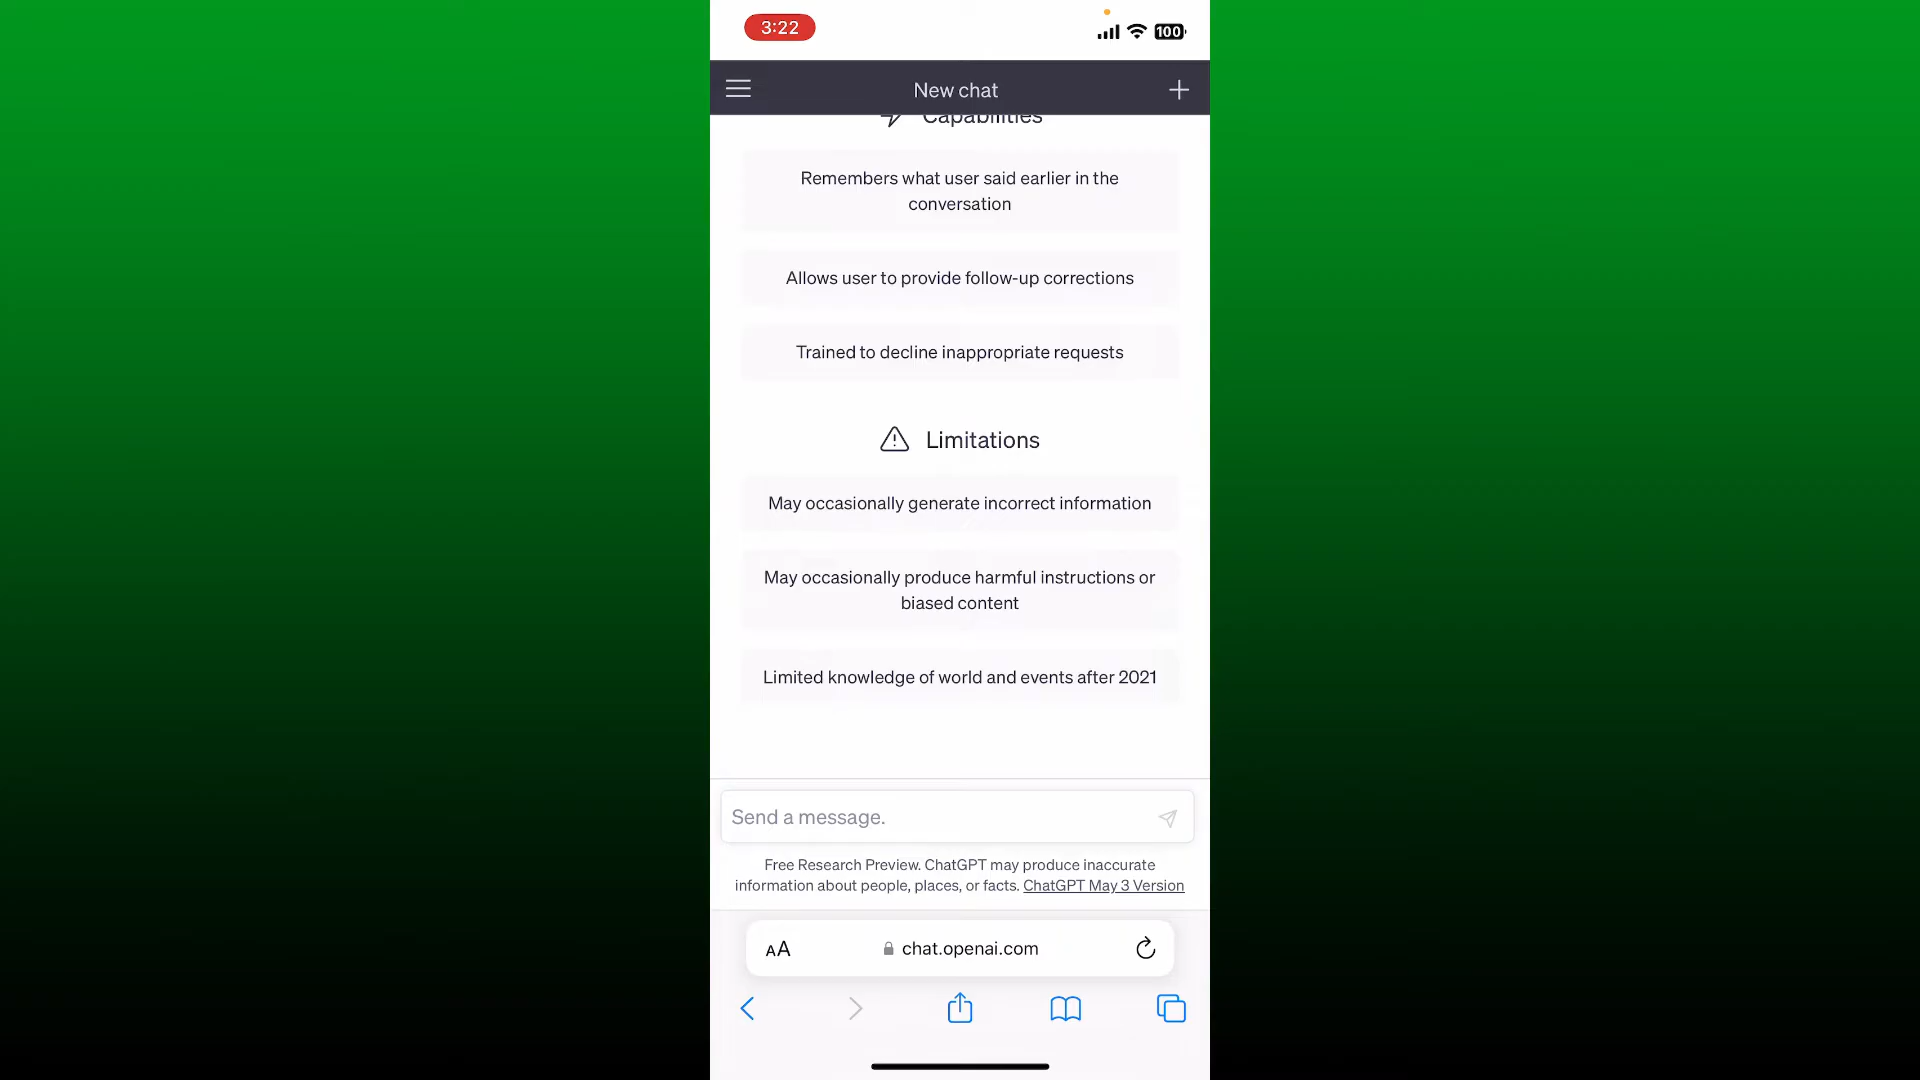 3:22
100
New chat
Capabilities
Remembers what user said earlier in the
conversation
Allows user to provide follow-up corrections
Trained to decline inappropriate requests
Limitations
May occasionally generate incorrect information
May occasionally produce harmful instructions or
biased content
Limited knowledge of world and events after 2021
Send a message.
Free Research Preview. ChatGPT may produce inaccurate
information about people, places, or facts. ChatGPT May 3 Version
AA chat.openai.com